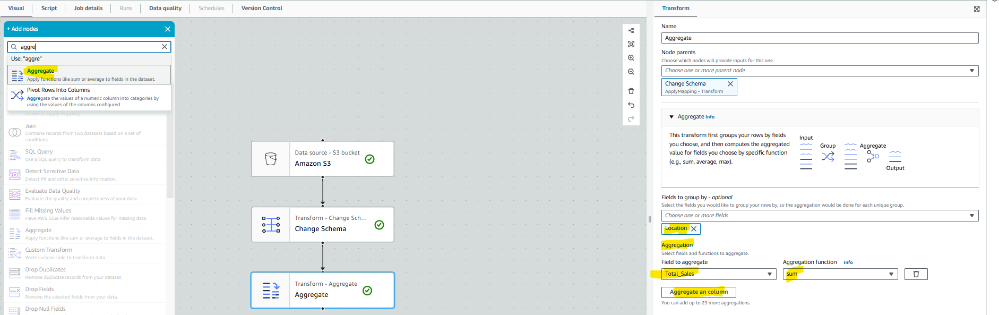 Visual
Script
Job details
Runs
Data quality
Schedules
Version Control
+ Add nodes
aggre
Use: "aggre"
Aggregate
Apply functions like sum or average to fields in the dataset.
Pivot Rows Into Columns
Aggregate the values of a numeric column into categories by
using the values of the columns configured
known as Apply Mapping.
Join
Combine records from two datasets based on a set of
conditions.
SQL Query
Use a SQL query to transform data.
Detect Sensitive Data
Detect PII and other sensitive information.
Evaluate Data Quality
Evaluate the quality and completeness of your data.
Fill Missing Values
Have AWS Glue infer reasonable values for missing data.
Aggregate
Apply functions like sum or average to fields in the dataset.
Custom Transform
Write custom code to transform data.
Drop Duplicates
Remove duplicate records from your dataset.
Drop Fields
Remove the selected fields from your data.
Drop Null Fields
Data source - S3 bucket
Amazon S3
Transform - Change Sch...
Change Schema
Transform - Aggregate
Aggregate
Transform
Name
Aggregate
Node parents
Choose which nodes will provide inputs for this one.
Choose one or more parent node
Change Schema
ApplyMapping - Transform
Aggregate Info
This transform first groups your rows by fields
you choose, and then computes the aggregated
value for fields you choose by specific function
(e.g., sum, average, max).
Input
Group
Aggregate
Output
Fields to group by - optional
Select the fields you would like to group your rows by, so the aggregation would be done for each unique group.
Choose one or more fields
Location
Aggregation
Select fields and functions to aggregate.
Field to aggregate
Aggregation function
Info
Total_Sales
sum
Aggregate an column
You can add up to 29 more aggregations.